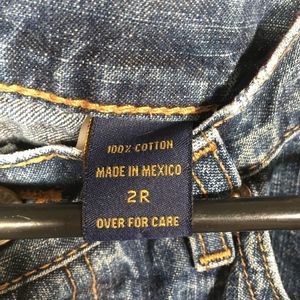 100% COTTON
MADE IN MEXICO
2R
OVER FOR CARE